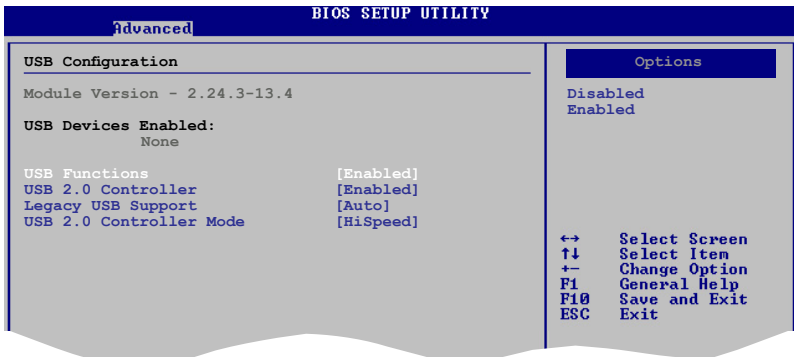 BIOS SETUP UTILITY
Advanced
USB Configuration
Module Version - 2.24.3-13.4
USB Devices Enabled:
None
USB Functions [Enabled]
USB 2.0 Controller [Enabled]
Legacy USB Support [Auto]
USB 2.0 Controller Mode [HiSpeed]
Options
Disabled
Enabled
←→ Select Screen
↑↓ Select Item
+- Change Option
F1 General Help
F10 Save and Exit
ESC Exit